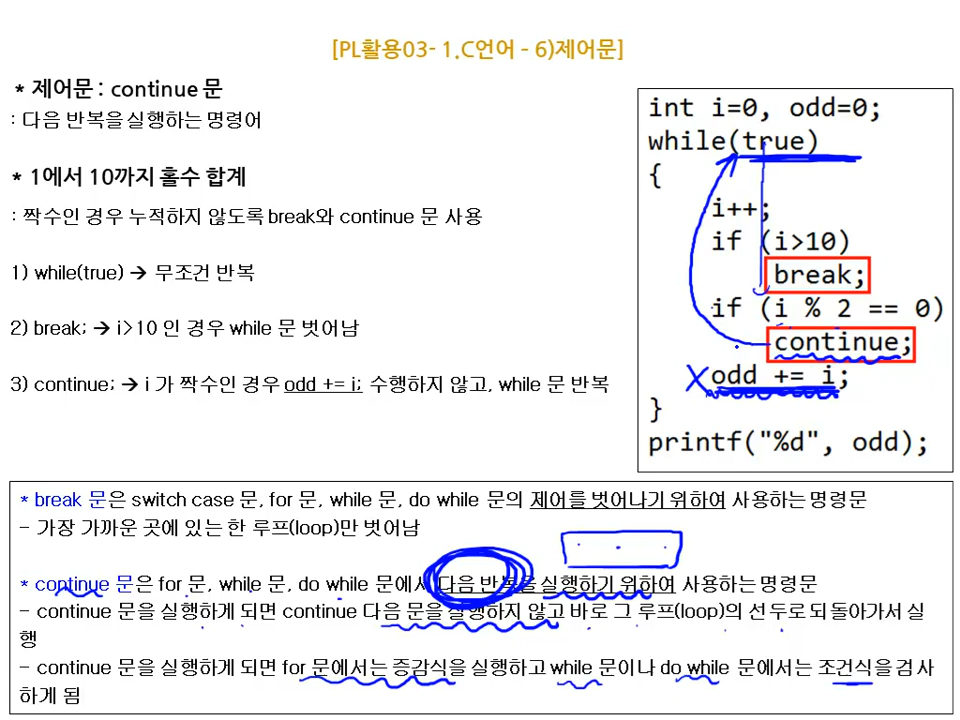 [PL활용03- 1.C언어 - 6)제어문]
* 제어문 : continue 문
: 다음 반복을 실행하는 명령어
* 1에서 10까지 홀수 합계
: 짝수인 경우 누적하지 않도록 break와 continue 문 사용
1) while(true) → 무조건 반복
2) break; → i>10 인 경우 while 문 벗어남
3) continue; → i 가 짝수인 경우 odd += i; 수행하지 않고, while 문 반복
int i=0, odd=0;
while(true)
{
i++;
if (i>10)
break;
if (i % 2 == 0)
continue;
odd += i;
}
printf("%d", odd);
* break 문은 switch case 문, for 문, while 문, do while 문의 제어를 벗어나기 위하여 사용하는 명령문
- 가장 가까운 곳에 있는 한 루프(loop)만 벗어남
* continue 문은 for 문, while 문, do while 문에서 다음 반복을 실행하기 위하여 사용하는 명령문
- continue 문을 실행하게 되면 continue 다음 문을 실행하지 않고 바로 그 루프(loop)의 선두로 되돌아가서 실
행
- continue 문을 실행하게 되면 for 문에서는 증감식을 실행하고 while 문이나 do while 문에서는 조건식을 검사
하게 됨